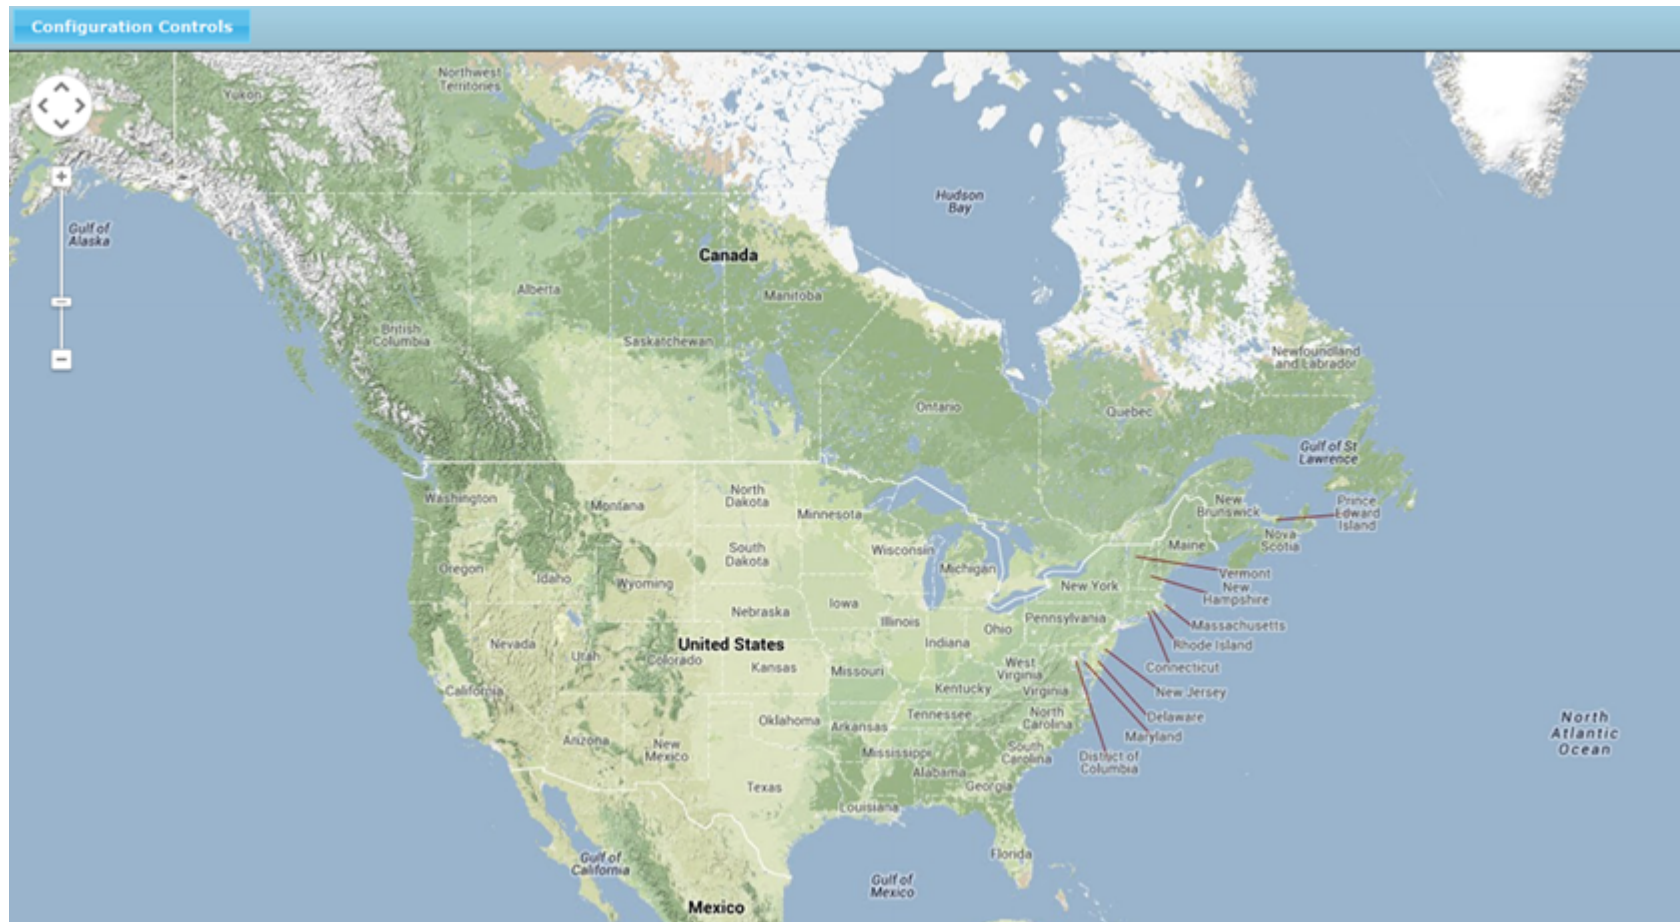 Configuration Controls
Northwest
Territories
Yukon
Hudson
Bay
Gulf of
Alaska
Canada
Alberta
Manitoba
British
Columbia
Saskatchewan
Newfoundland
and Labrador
Ontario
Quebec
Gulf of St
Lawrence
Washington
Montana
North
Dakota
Minnesota
New
Brunswick
Prince
Edward
Island
Nova
Scotia
Maine
South
Dakota
Wisconsin
Michigan
Oregon
Idaho
Wyoming
New York
Vermont
New
Hampshire
Nebraska
Iowa
Illinois
Indiana
Ohio
Pennsylvania
Massachusetts
Rhode Island
Connecticut
Nevada
Utah
United States
Colorado
Kansas
Missouri
West
Virginia
Kentucky
Virginia
New Jersey
California
Oklahoma
Arkansas
Tennessee
North
Carolina
Delaware
Maryland
District of
Columbia
Arizona
New
Mexico
Mississippi
South
Carolina
Alabama
Georgia
Texas
Louisiana
North
Atlantic
Ocean
Florida
Gulf of
California
Gulf of
Mexico
Mexico